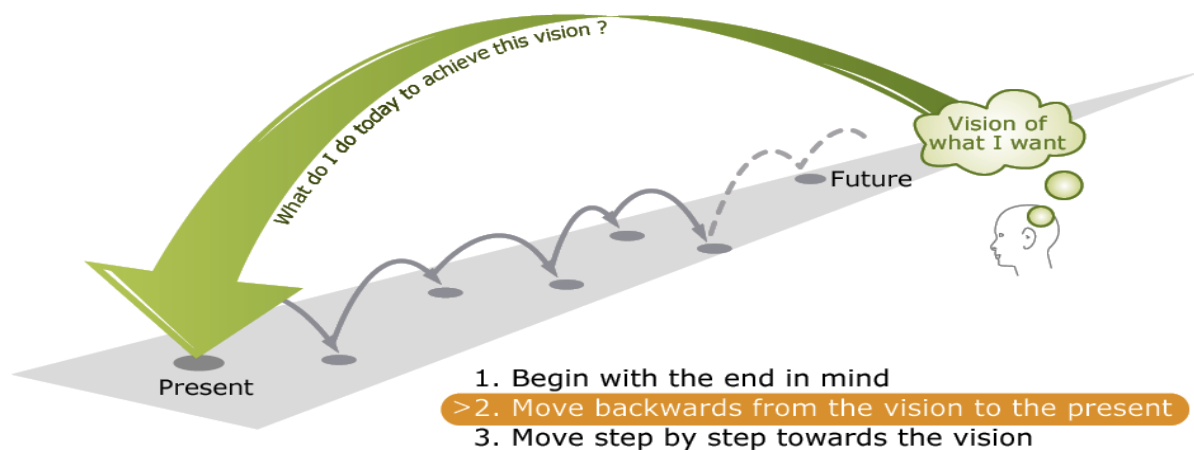 What do I do today to achieve this vision ?
Vision of
what I want
Future
Present
1. Begin with the end in mind
>2. Move backwards from the vision to the present
3. Move step by step towards the vision